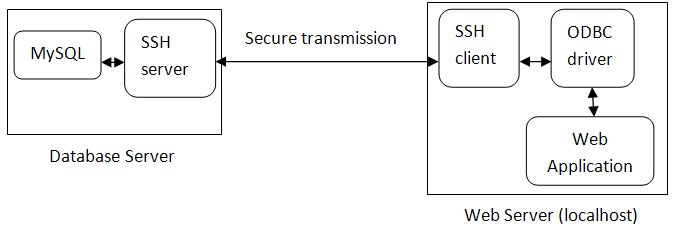 MySQL
SSH
server
Database Server
Secure transmission
SSH
client
ODBC
driver
Web
Application
Web Server (localhost)